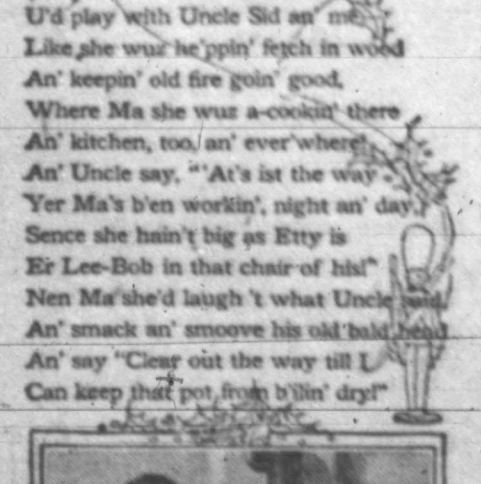 U'd play with Uncle Sid an' me
Like she wuz he'ppin' fetch in wood
An' keepin' old fire goin' good,
Where Ma she wuz a-cookin' there
An' kitchen, too, an' ever'where!
An' Uncle say, "'At's ist the way
Yer Ma's b'en workin', night an' day,
Sence she hain't big as Etty is
Er Lee-Bob in that chair of his!"
Nen Ma she'd laugh 't what Uncle said,
An' smack an' smoove his old bald head
An' say "Clear out the way till I
Can keep that pot from b'ilin' dry!"